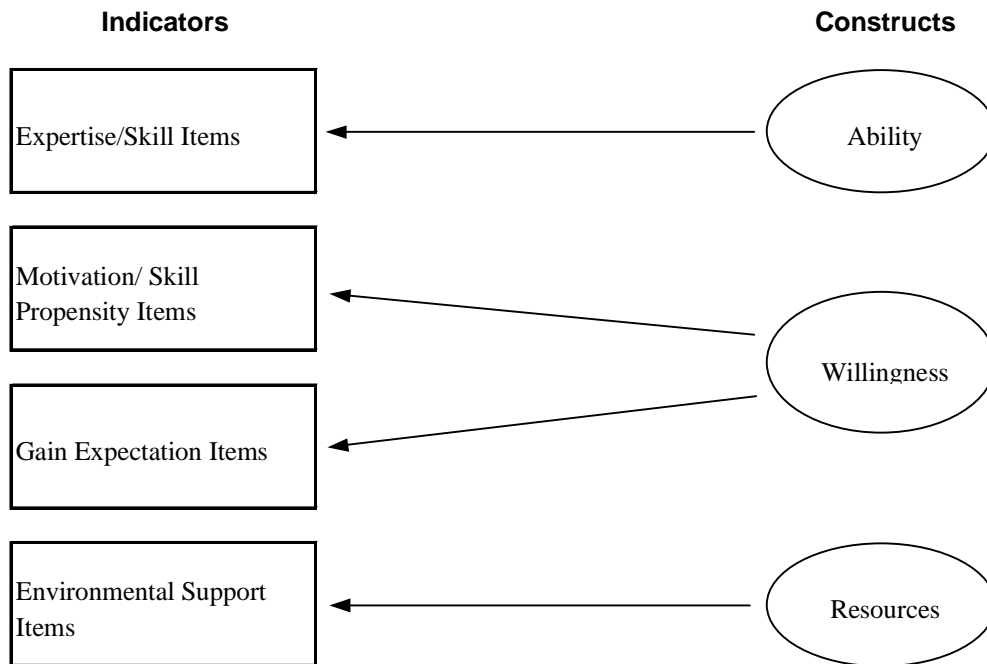 Indicators
Constructs
Expertise/Skill Items
Ability
Motivation/ Skill
Propensity Items
Willingness
Gain Expectation Items
Environmental Support
Items
Resources